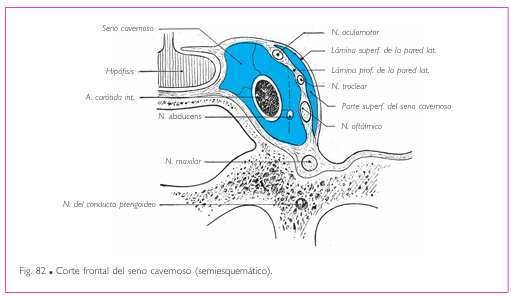 Seno cavernoso
Hipófisis
A. carótida int.
N. abducens
N. maxilar
N. del conducto pterigoideo
N. oculomotor
Lámina superf. de la pared lat.
Lámina prof. de la pared lat.
N. troclear
Parte superf. del seno cavernoso
N. oftálmico
Fig. 82 ▪ Corte frontal del seno cavernoso (semiesquemático).